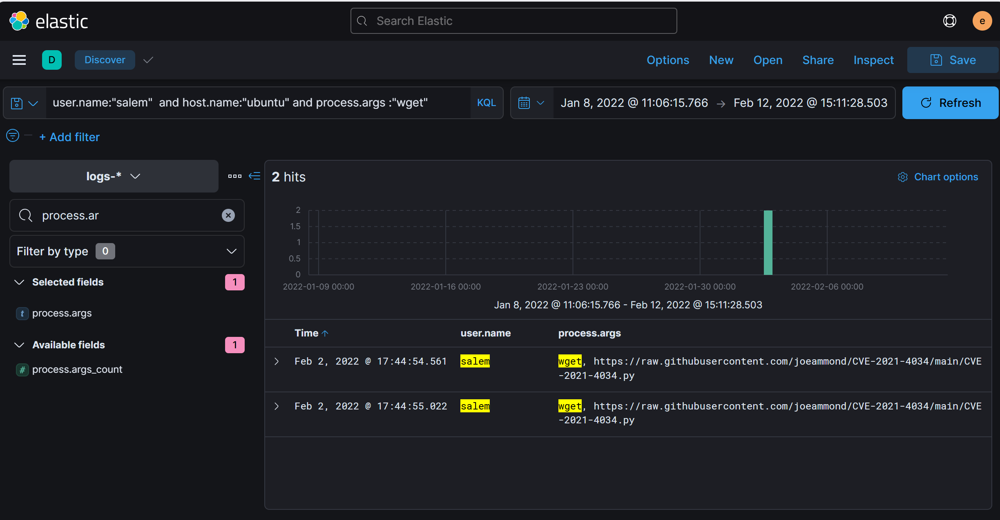 elastic
Search Elastic
e
D
Discover
Options
New
Open
Share
Inspect
Save
user.name:"salem"  and host.name:"ubuntu" and process.args :"wget"
KQL
Jan 8, 2022 @ 11:06:15.766 → Feb 12, 2022 @ 15:11:28.503
Refresh
+ Add filter
logs-*
process.ar
Filter by type 0
Selected fields 1
t process.args
Available fields 1
# process.args_count
2 hits
Chart options
2
1.5
1
0.5
0
2022-01-09 00:00
2022-01-16 00:00
2022-01-23 00:00
2022-01-30 00:00
2022-02-06 00:00
Jan 8, 2022 @ 11:06:15.766 - Feb 12, 2022 @ 15:11:28.503
Time ↑ user.name process.args
Feb 2, 2022 @ 17:44:54.561 salem wget, https://raw.githubusercontent.com/joeammond/CVE-2021-4034/main/CVE
-2021-4034.py
Feb 2, 2022 @ 17:44:55.022 salem wget, https://raw.githubusercontent.com/joeammond/CVE-2021-4034/main/CVE
-2021-4034.py